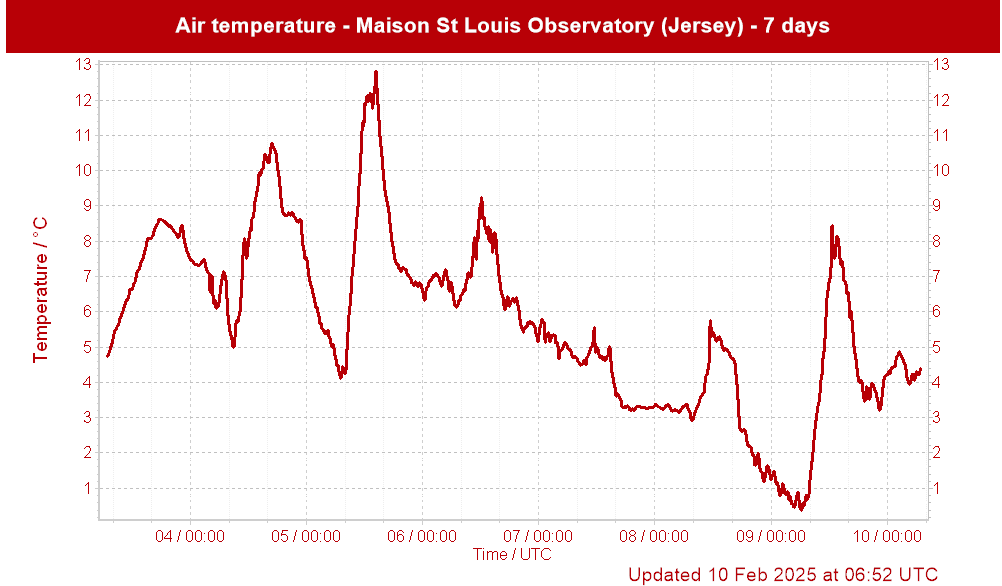 Air temperature - Maison St Louis Observatory (Jersey) - 7 days
13 13
12 12
11 11
10 10
9 9
8 8
7 7
6 6
5 5
4 4
3 3
2 2
1 1
Temperature / °C
04 / 00:00 05 / 00:00 06 / 00:00 07 / 00:00 08 / 00:00 09 / 00:00 10 / 00:00
Time / UTC
Updated 10 Feb 2025 at 06:52 UTC